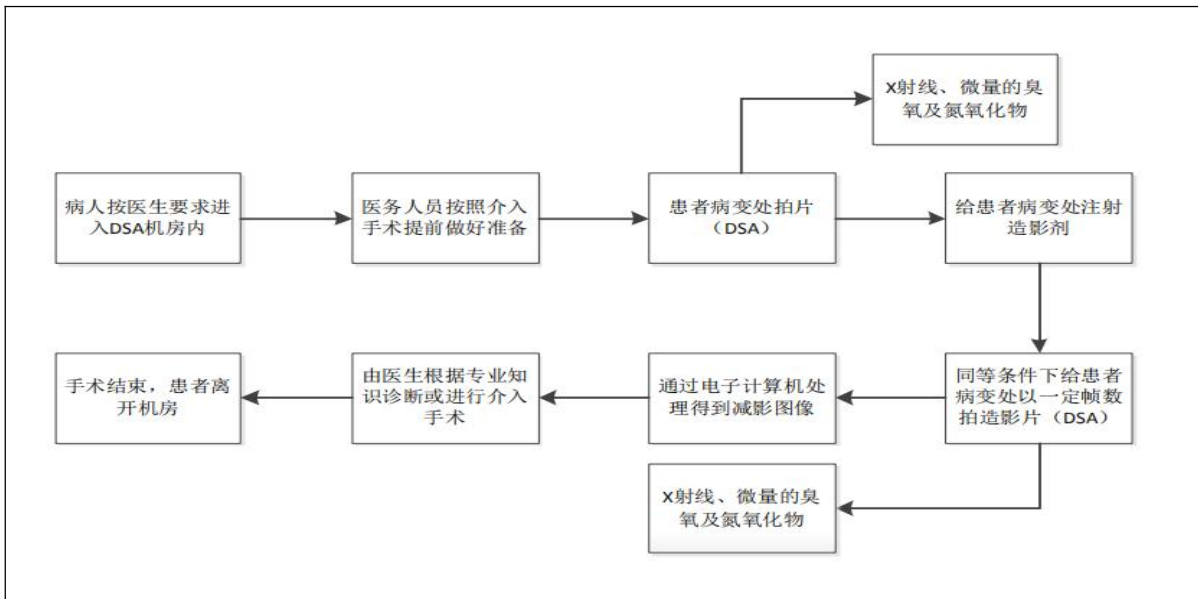 X射线、微量的臭
氧及氮氧化物
病人按医生要求进
入DSA机房内
医务人员按照介入
手术提前做好准备
患者病变处拍片
（DSA）
给患者病变处注射
造影剂
手术结束，患者离
开机房
由医生根据专业知
识诊断或进行介入
手术
通过电子计算机处
理得到减影图像
同等条件下给患者
病变处以一定帧数
拍造影片（DSA）
X射线、微量的臭
氧及氮氧化物